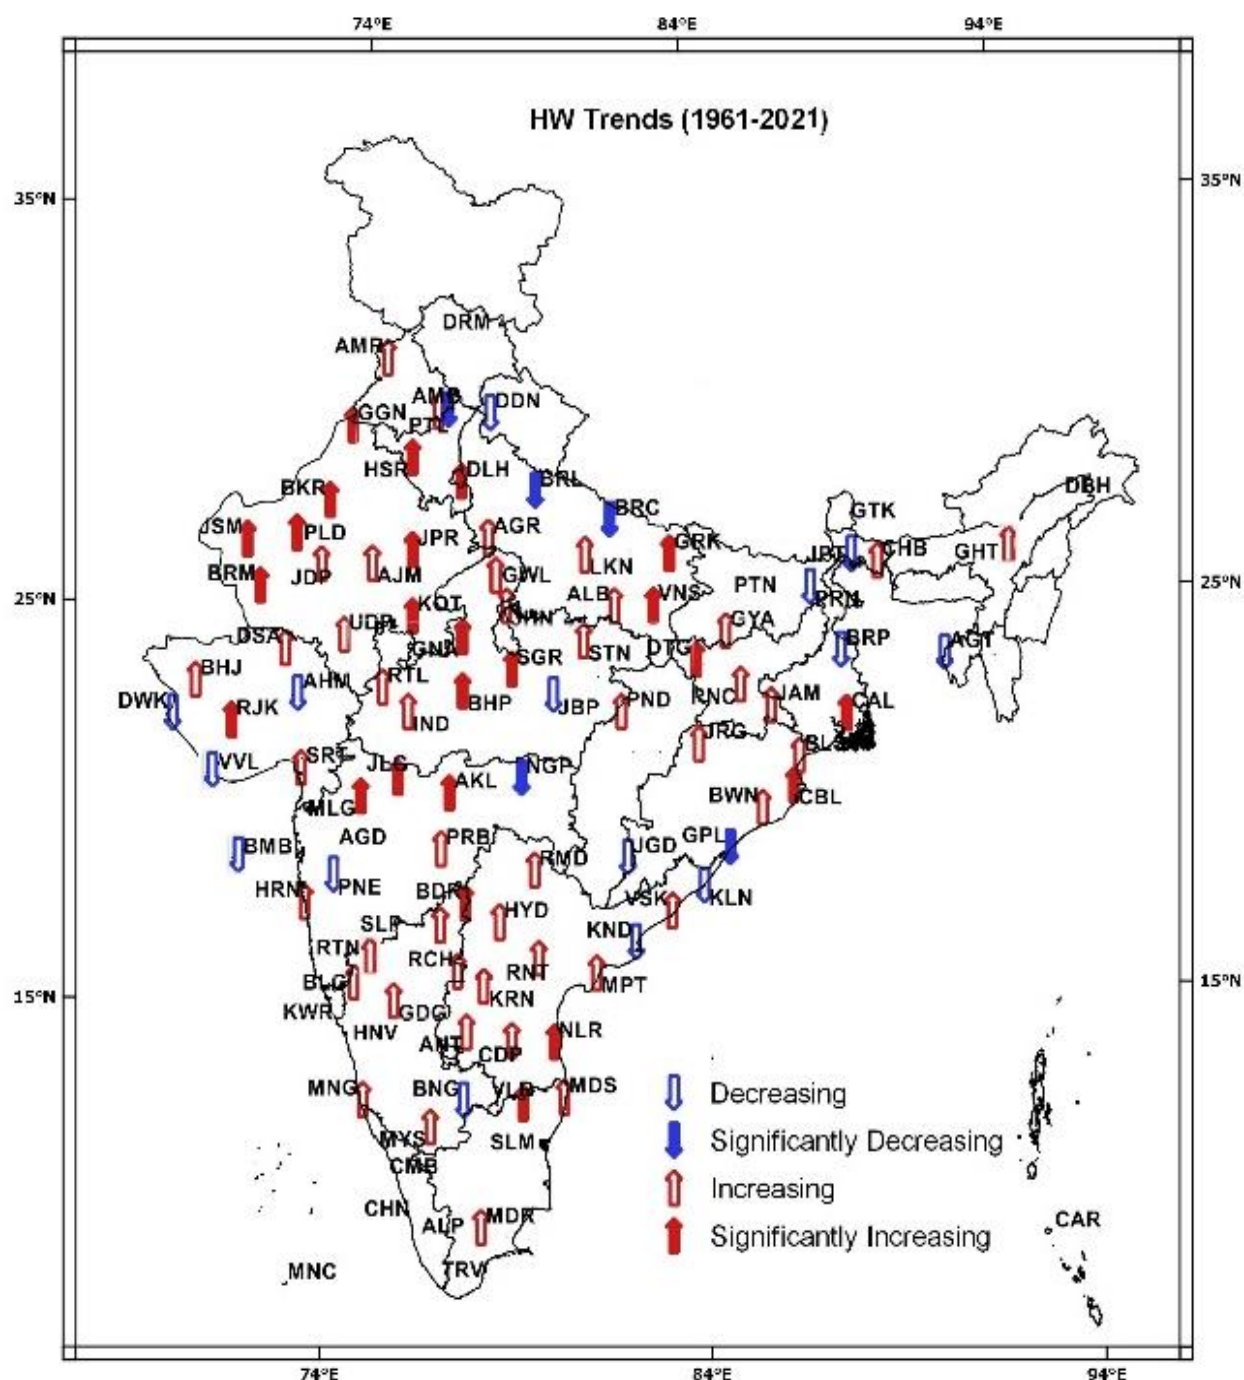 74°E 84°E 94°E
HW Trends (1961-2021)
35°N 35°N
DRM
AMR
AMB DDN
GGN PTL
HSR DLH BRL
BKR BRC DBH
JSM PLD JPR AGR GTK
GRK JPT CHB GHT
BRM JDP AJM GWL LKN
25°N ALB VNS PTN PRN 25°N
UDP KOT GYA
DSA GNA STN DTG BRP AGT
BHJ RTL SGR
DWK RJK AHM IND BHP JBP PND RNC JAM CAL
VVL SRT JRG BLS
JLG AKL NGP
MLG BWN CBL
BMB AGD PRB RMD JGD GPL
HRN PNE BDR VSK KLN
SLP HYD KND
RTN RCH RNT
BLG KRN MPT
15°N KWR GDG 15°N
HNV ANT CDP NLR
MNG BNG VLR MDS
MYS SLM
CMB
CHN ALP MDR CAR
MNC TRV
Decreasing
Significantly Decreasing
Increasing
Significantly Increasing
74°E 84°E 94°E